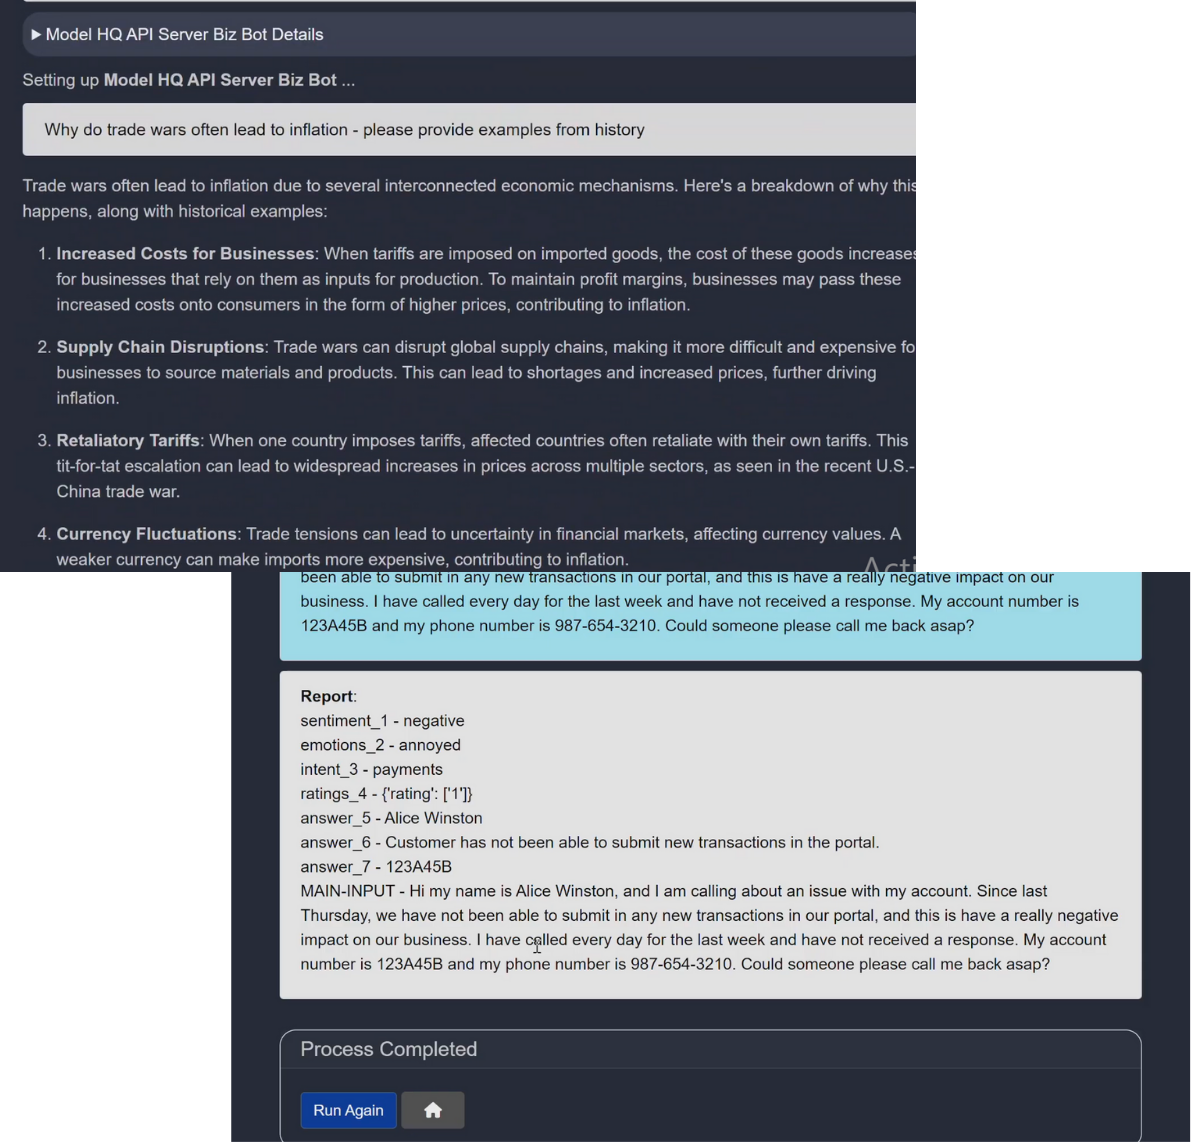 ▶ Model HQ API Server Biz Bot Details
Setting up Model HQ API Server Biz Bot ...
Why do trade wars often lead to inflation - please provide examples from history
Trade wars often lead to inflation due to several interconnected economic mechanisms. Here's a breakdown of why this
happens, along with historical examples:
1. Increased Costs for Businesses: When tariffs are imposed on imported goods, the cost of these goods increases
for businesses that rely on them as inputs for production. To maintain profit margins, businesses may pass these
increased costs onto consumers in the form of higher prices, contributing to inflation.
2. Supply Chain Disruptions: Trade wars can disrupt global supply chains, making it more difficult and expensive fo
businesses to source materials and products. This can lead to shortages and increased prices, further driving
inflation.
3. Retaliatory Tariffs: When one country imposes tariffs, affected countries often retaliate with their own tariffs. This
tit-for-tat escalation can lead to widespread increases in prices across multiple sectors, as seen in the recent U.S.-
China trade war.
4. Currency Fluctuations: Trade tensions can lead to uncertainty in financial markets, affecting currency values. A
weaker currency can make imports more expensive, contributing to inflation.
Acti
been able to submit in any new transactions in our portal, and this is have a really negative impact on our
business. I have called every day for the last week and have not received a response. My account number is
123A45B and my phone number is 987-654-3210. Could someone please call me back asap?
Report:
sentiment_1 - negative
emotions_2 - annoyed
intent_3 - payments
ratings_4 - {'rating': ['1']}
answer_5 - Alice Winston
answer_6 - Customer has not been able to submit new transactions in the portal.
answer_7 - 123A45B
MAIN-INPUT - Hi my name is Alice Winston, and I am calling about an issue with my account. Since last
Thursday, we have not been able to submit in any new transactions in our portal, and this is have a really negative
impact on our business. I have called every day for the last week and have not received a response. My account
number is 123A45B and my phone number is 987-654-3210. Could someone please call me back asap?
Process Completed
Run Again